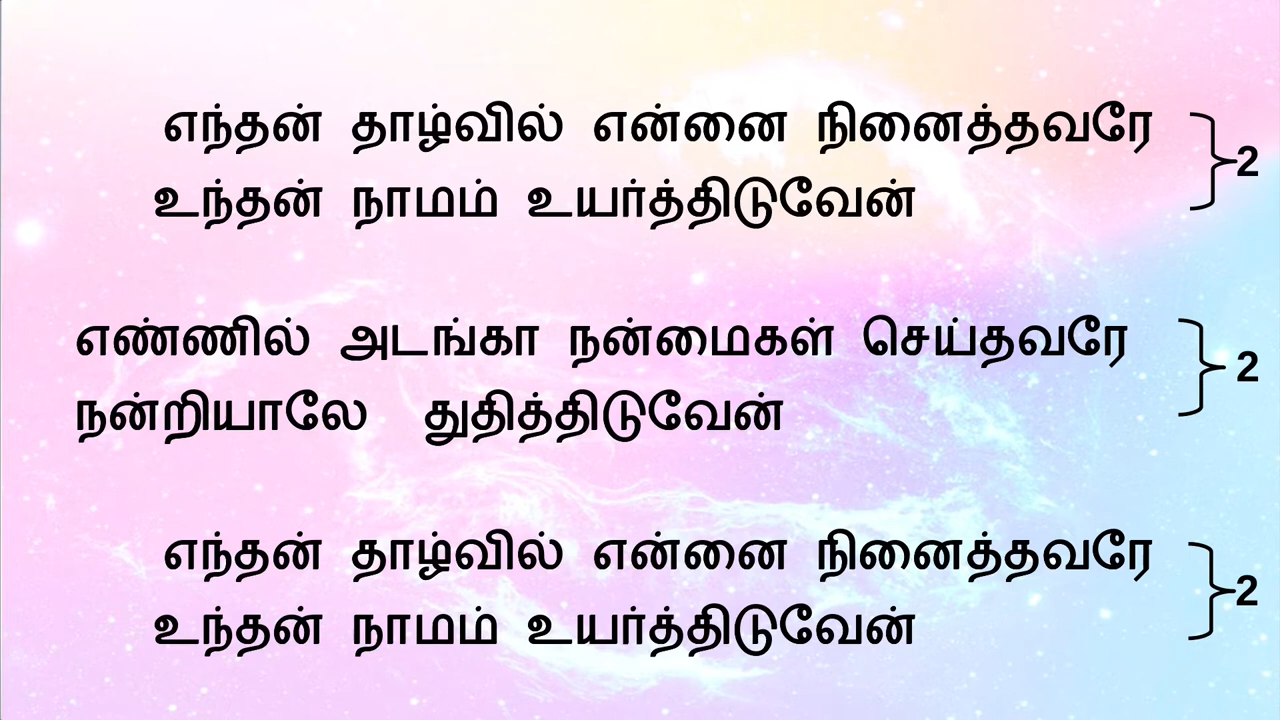 எந்தன் தாழ்வில் என்னை நினைத்தவரே
உந்தன் நாமம் உயர்த்திடுவேன்
2
எண்ணில் அடங்கா நன்மைகள் செய்தவரே
நன்றியாலே துதித்திடுவேன்
2
எந்தன் தாழ்வில் என்னை நினைத்தவரே
உந்தன் நாமம் உயர்த்திடுவேன்
2